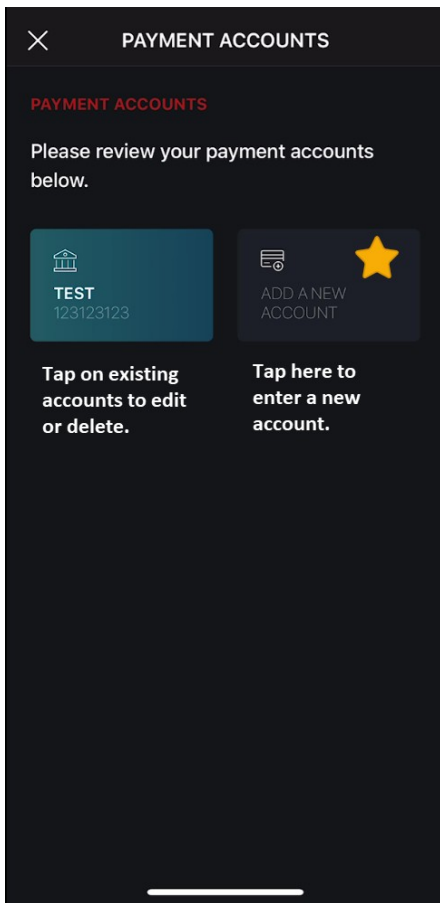 PAYMENT ACCOUNTS
PAYMENT ACCOUNTS
Please review your payment accounts
below.
TEST
123123123
ADD A NEW
ACCOUNT
Tap on existing
accounts to edit
or delete.
Tap here to
enter a new
account.